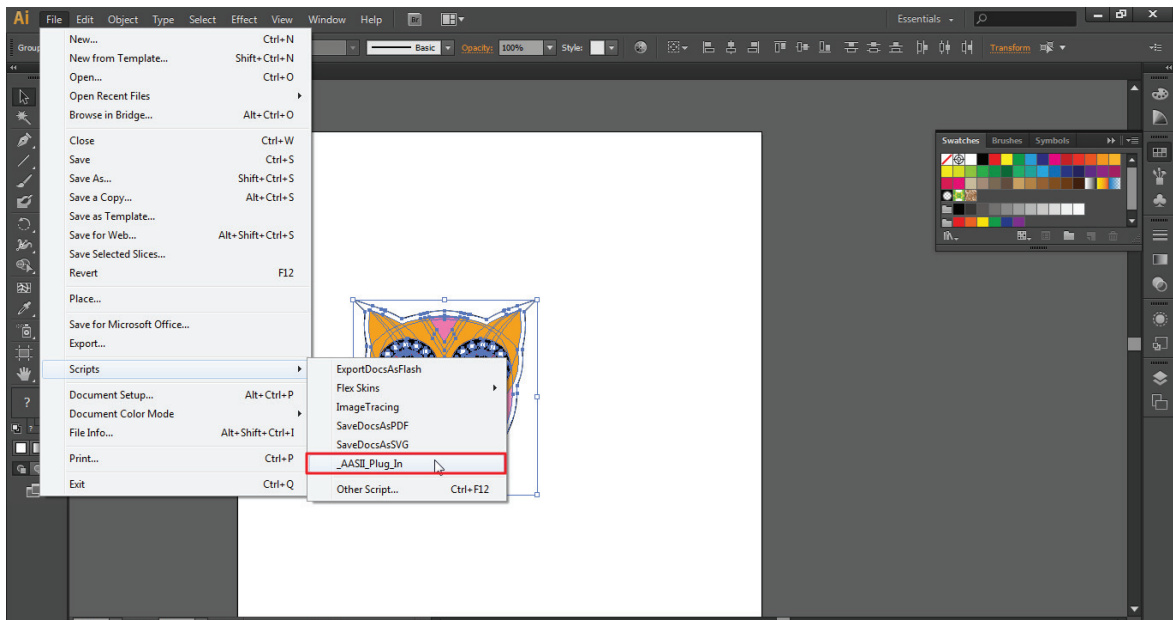 Ai File Edit Object Type Select Effect View Window Help Br Essentials
Group Basic Opacity: 100% Style: Transform
New... Ctrl+N
New from Template... Shift+Ctrl+N
Open... Ctrl+O
Open Recent Files
Browse in Bridge... Alt+Ctrl+O
Close Ctrl+W
Save Ctrl+S
Save As... Shift+Ctrl+S
Save a Copy... Alt+Ctrl+S
Save as Template...
Save for Web... Alt+Shift+Ctrl+S
Save Selected Slices...
Revert F12
Place...
Save for Microsoft Office...
Export...
Scripts
Document Setup... Alt+Ctrl+P
Document Color Mode
File Info... Alt+Shift+Ctrl+I
Print... Ctrl+P
Exit Ctrl+Q
ExportDocsAsFlash
Flex Skins
ImageTracing
SaveDocsAsPDF
SaveDocsAsSVG
_AASII_Plug_In
Other Script... Ctrl+F12
Swatches Brushes Symbols